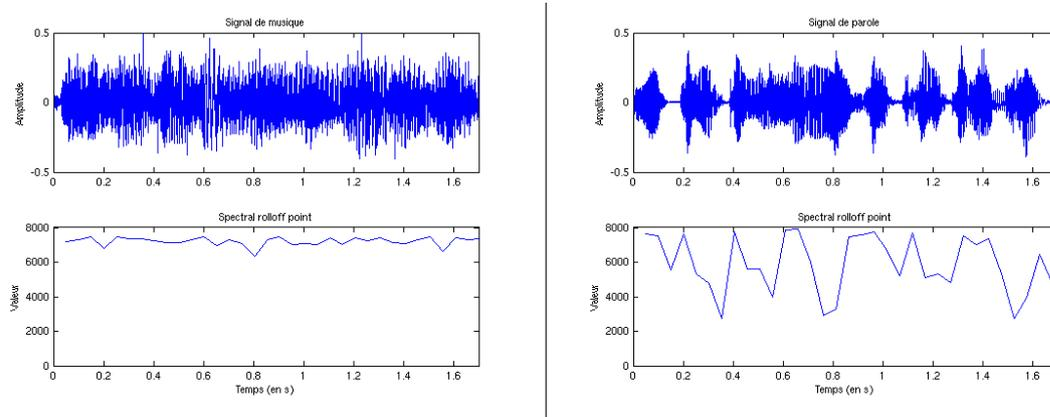 Signal de musique
Amplitude
0.5
0
-0.5
0 0.2 0.4 0.6 0.8 1 1.2 1.4 1.6
Spectral rolloff point
Valeur
8000
6000
4000
2000
0
0 0.2 0.4 0.6 0.8 1 1.2 1.4 1.6
Temps (en s)
Signal de parole
Amplitude
0.5
0
-0.5
0 0.2 0.4 0.6 0.8 1 1.2 1.4 1.6
Spectral rolloff point
Valeur
8000
6000
4000
2000
0
0 0.2 0.4 0.6 0.8 1 1.2 1.4 1.6
Temps (en s)